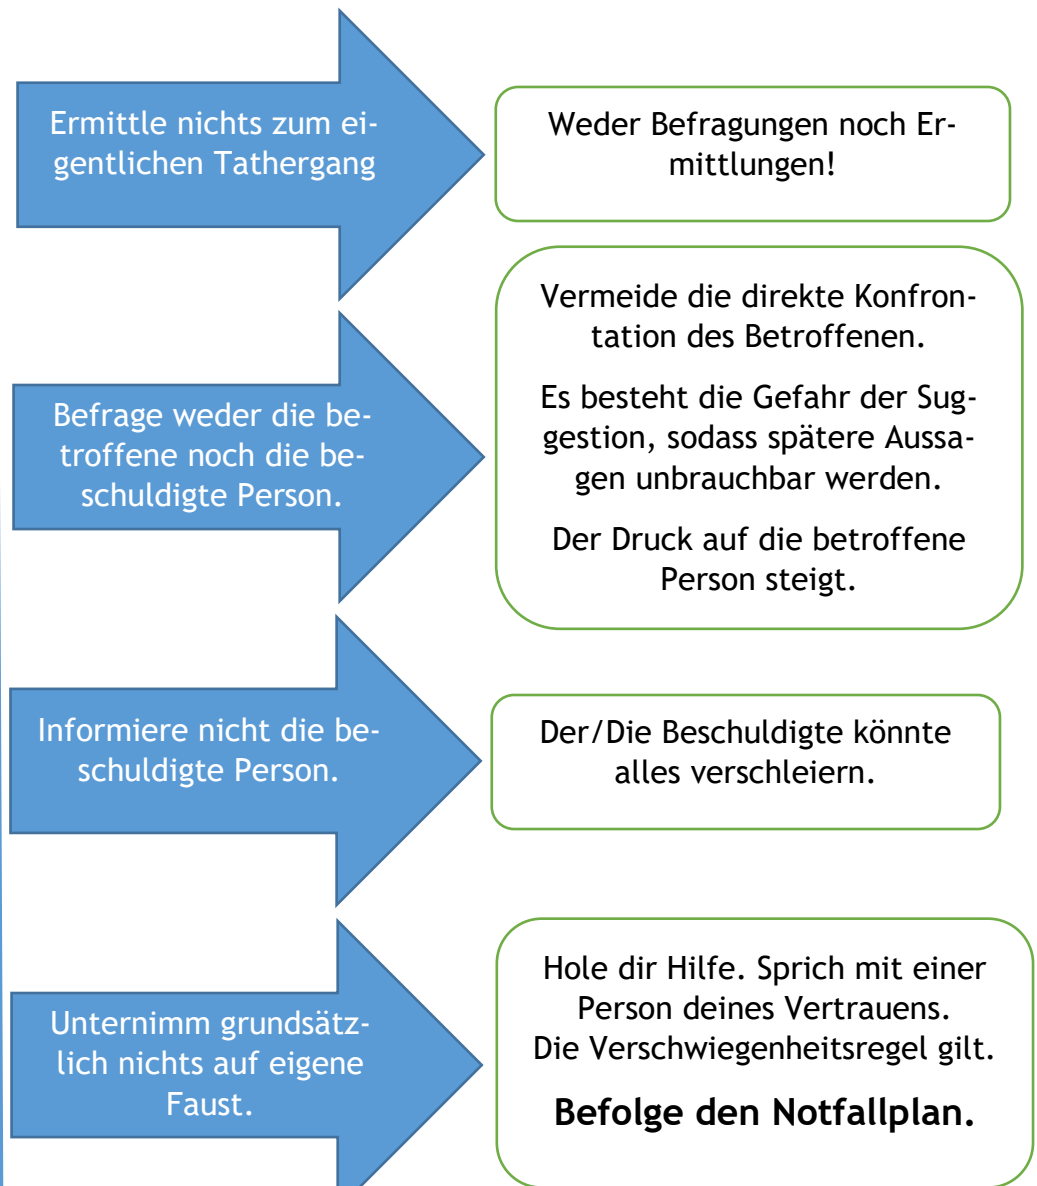 Ermittle nichts zum ei-
gentlichen Tathergang
Weder Befragungen noch Er-
mittlungen!
Befrage weder die be-
troffene noch die be-
schuldigte Person.
Vermeide die direkte Konfron-
tation des Betroffenen.
Es besteht die Gefahr der Sug-
gestion, sodass spätere Aussa-
gen unbrauchbar werden.
Der Druck auf die betroffene
Person steigt.
Informiere nicht die be-
schuldigte Person.
Der/Die Beschuldigte könnte
alles verschleiern.
Unternimm grundsätz-
lich nichts auf eigene
Faust.
Hole dir Hilfe. Sprich mit einer
Person deines Vertrauens.
Die Verschwiegenheitsregel gilt.
Befolge den Notfallplan.